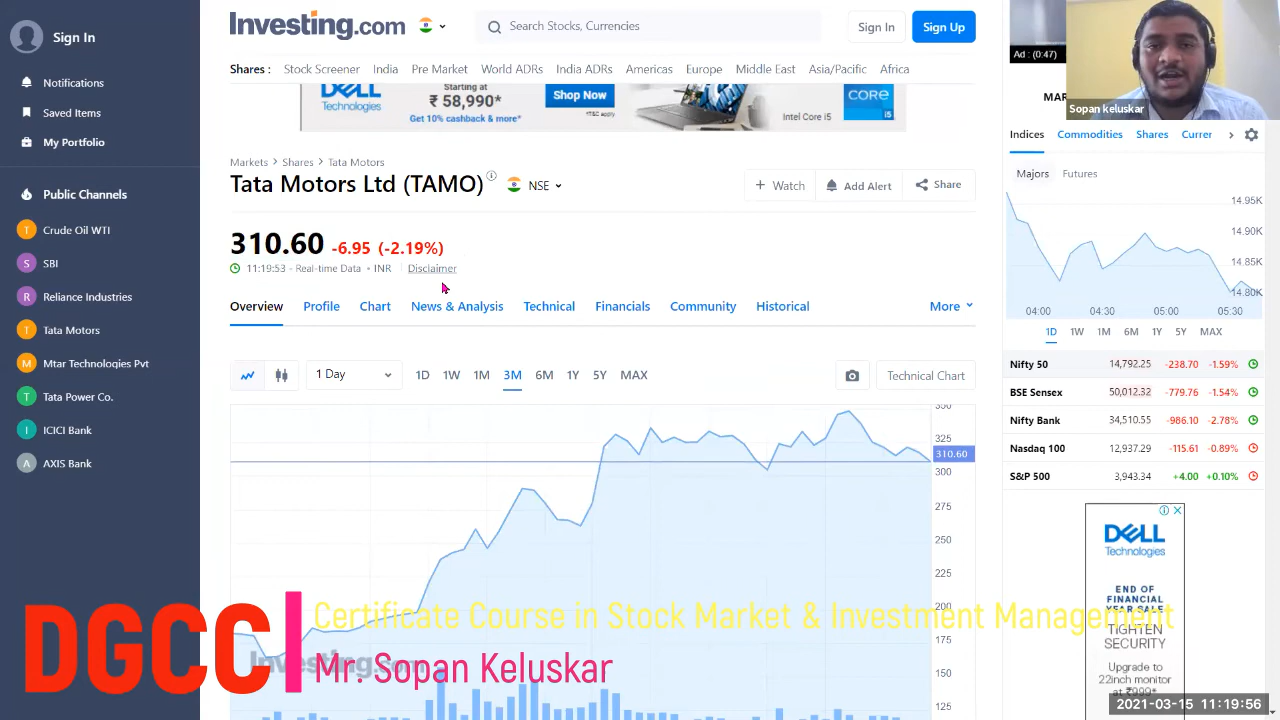 Sign In
Notifications
Saved Items
My Portfolio
Public Channels
Crude Oil WTI
S SBI
R Reliance Industries
T Tata Motors
M Mtar Technologies Pvt
T Tata Power Co.
I ICICI Bank
A AXIS Bank
Investing.com
Search Stocks, Currencies
Sign In
Sign Up
Shares : Stock Screener India Pre Market World ADRs India ADRs Americas Europe Middle East Asia/Pacific Africa
DELL
Technologies
Starting at
₹ 58,990*
Get 10% cashback & more*
Shop Now
*T&C apply
CORE
i5
Intel Core i5
Markets > Shares > Tata Motors
Tata Motors Ltd (TAMO)
NSE
+ Watch
Add Alert
Share
310.60 -6.95 (-2.19%)
11:19:53 - Real-time Data • INR Disclaimer
Overview Profile Chart News & Analysis Technical Financials Community Historical More
1 Day
1D 1W 1M 3M 6M 1Y 5Y MAX
Technical Chart
350
325
310.60
300
250
225
200
175
150
125
Investing.com
Ad : (0:47)
MAR
Sopan keluskar
Indices Commodities Shares Curren
Majors Futures
14.95K
14.90K
14.85K
14.80K
04:00 04:30 05:00 05:30
1D 1W 1M 6M 1Y 5Y MAX
Nifty 50 14,792.25 -238.70 -1.59%
BSE Sensex 50,012.32 -779.76 -1.54%
Nifty Bank 34,510.55 -986.10 -2.78%
Nasdaq 100 12,937.29 -115.61 -0.89%
S&P 500 3,943.34 +4.00 +0.10%
DELL
Technologies
END OF
FINANCIAL
YEAR SALE
TIGHTEN
SECURITY
Upgrade to
22inch monitor
at ₹999*
DGCC
Certificate Course in Stock Market & Investment Management
Mr. Sopan Keluskar
2021-03-15 11:19:56